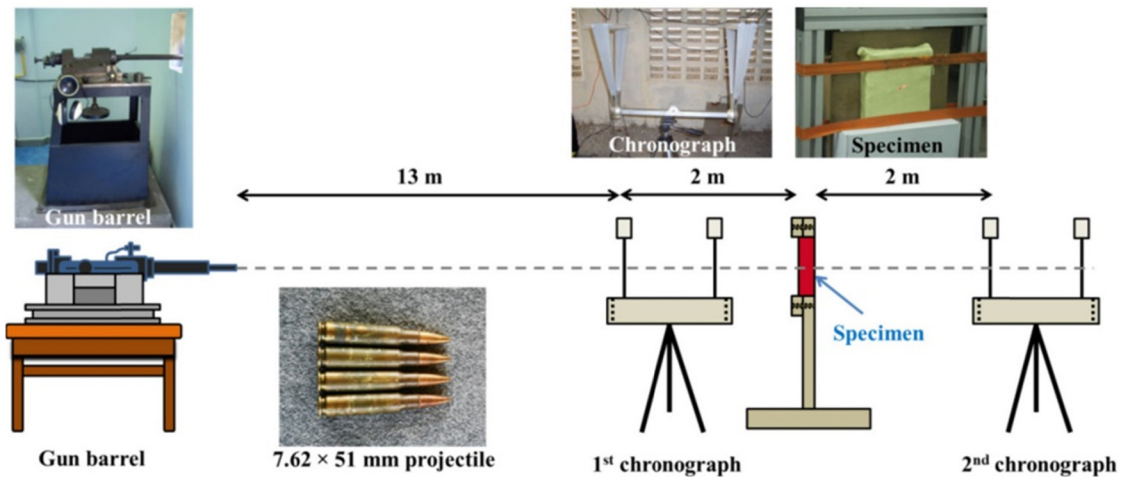 Gun barrel
Chronograph
Specimen
13 m
2 m
2 m
Specimen
7.62 × 51 mm projectile
Gun barrel
1st chronograph
2nd chronograph